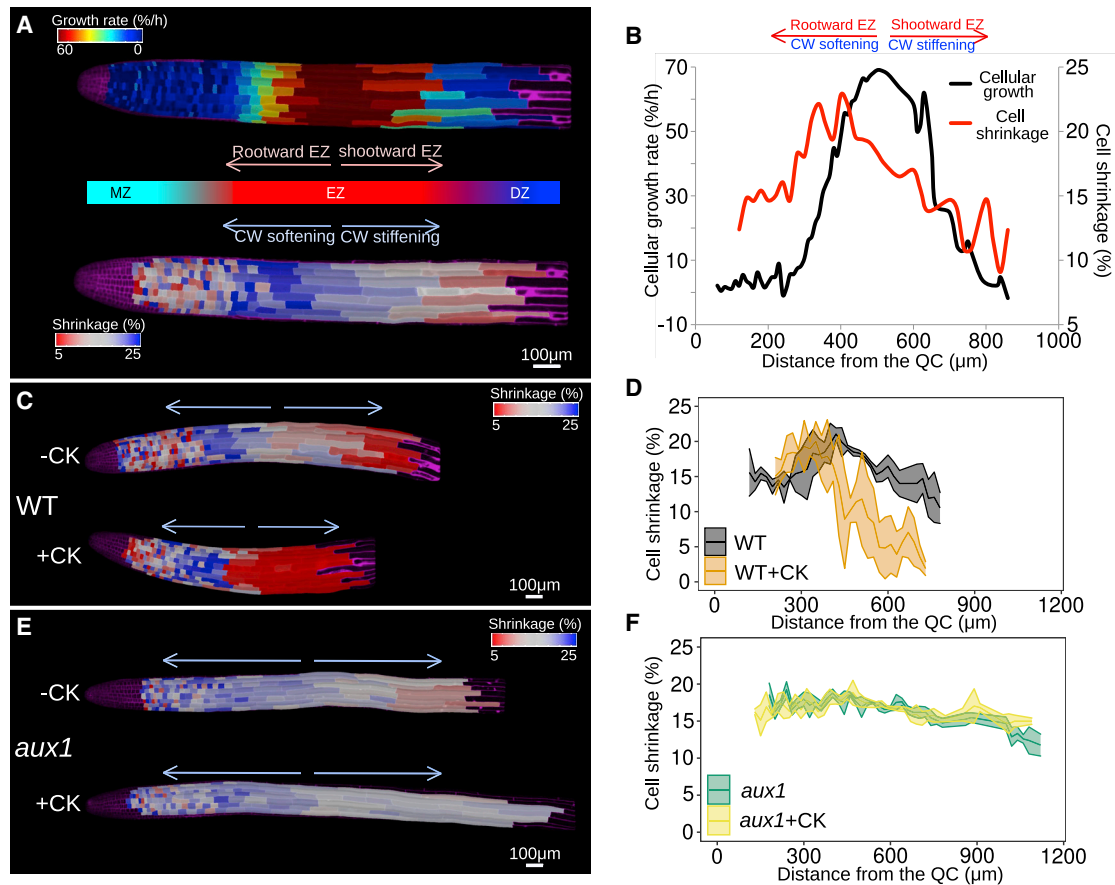 A
Growth rate (%/h)
60 0
Rootward EZ shootward EZ
MZ EZ DZ
CW softening CW stiffening
Shrinkage (%)
5 25
100µm
B
Rootward EZ Shootward EZ
CW softening CW stiffening
Cellular growth rate (%/h)
70
50
30
10
-10
Cellular growth
Cell shrinkage
25
20
15
10
5
Cell shrinkage (%)
0 200 400 600 800 1000
Distance from the QC (µm)
C
Shrinkage (%)
5 25
-CK
WT
+CK
100µm
D
Cell shrinkage (%)
25
20
15
10
5
0
WT
WT+CK
0 300 600 900 1200
Distance from the QC (µm)
E
Shrinkage (%)
5 25
-CK
aux1
+CK
100µm
F
Cell shrinkage (%)
25
20
15
10
5
0
aux1
aux1+CK
0 300 600 900 1200
Distance from the QC (µm)